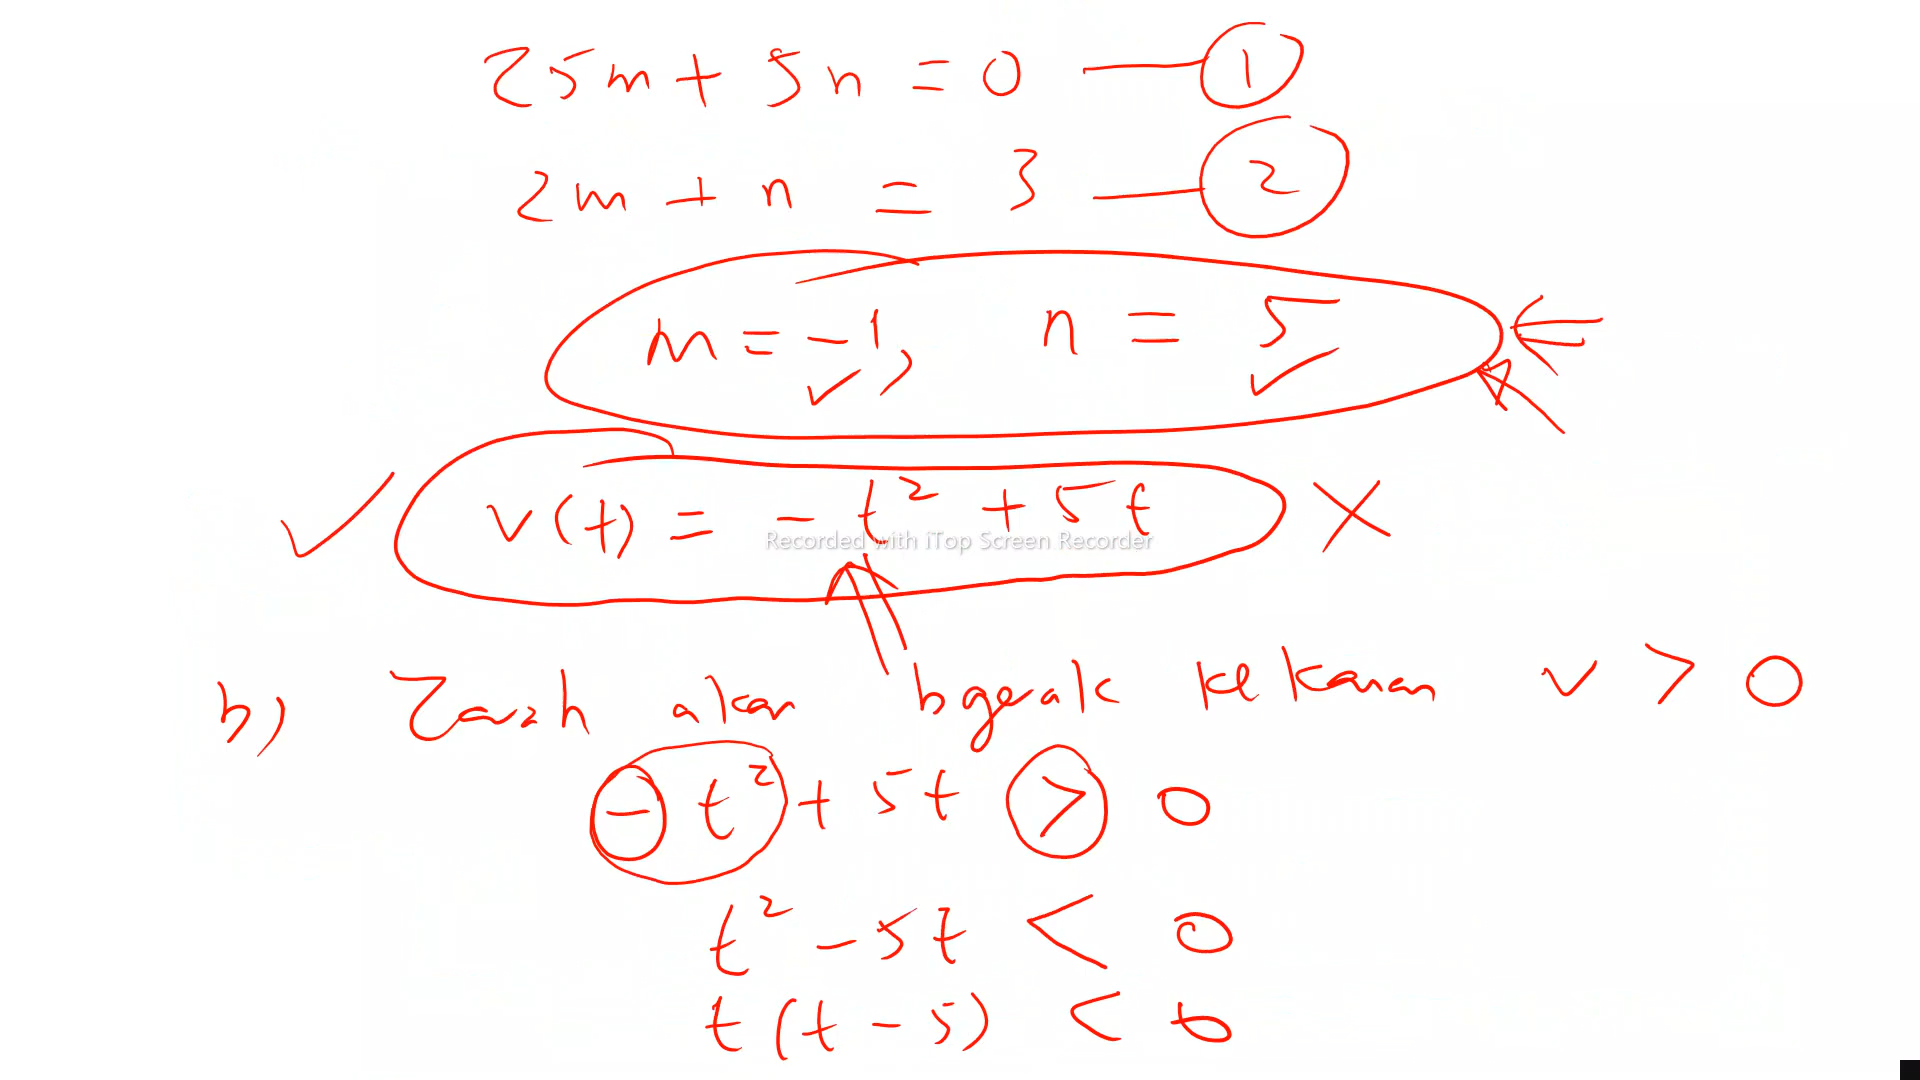 25m + 5n = 0 — 1
2m + n = 3 — 2
m = -1, n = 5
v(t) = -t² + 5t
Recorded with iTop Screen Recorder
b) Zarah akan bgerak ke kanan v > 0
-t² + 5t > 0
t² - 5t < 0
t(t - 5) < 0